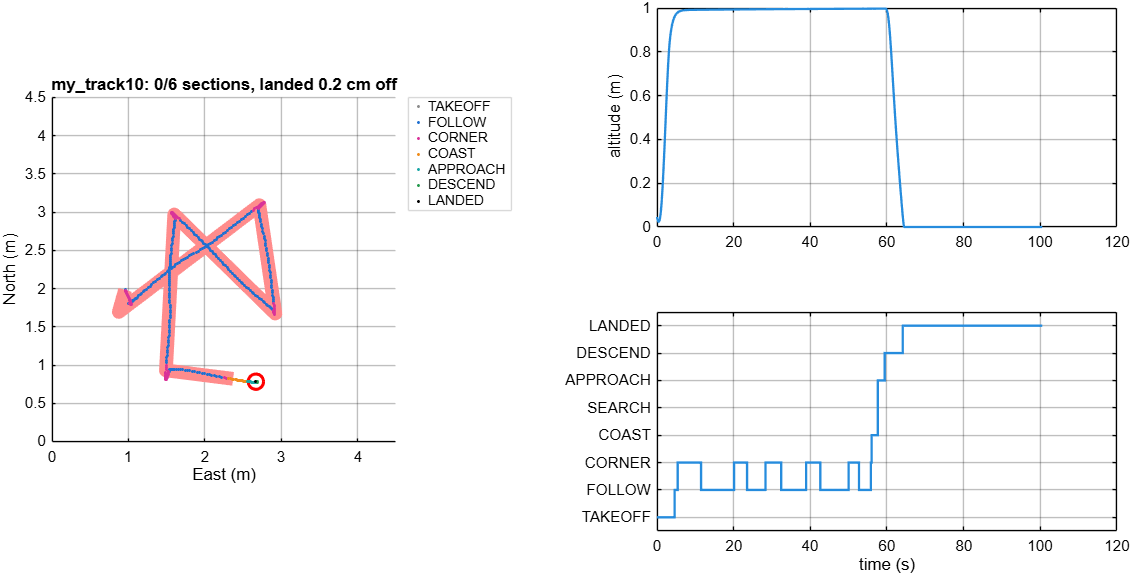 my_track10: 0/6 sections, landed 0.2 cm off
4.5
4
3.5
3
2.5
2
1.5
1
0.5
0
0
1
2
3
4
North (m)
East (m)
TAKEOFF
FOLLOW
CORNER
COAST
APPROACH
DESCEND
LANDED
1
0.8
0.6
0.4
0.2
0
altitude (m)
0
20
40
60
80
100
120
LANDED
DESCEND
APPROACH
SEARCH
COAST
CORNER
FOLLOW
TAKEOFF
0
20
40
60
80
100
120
time (s)